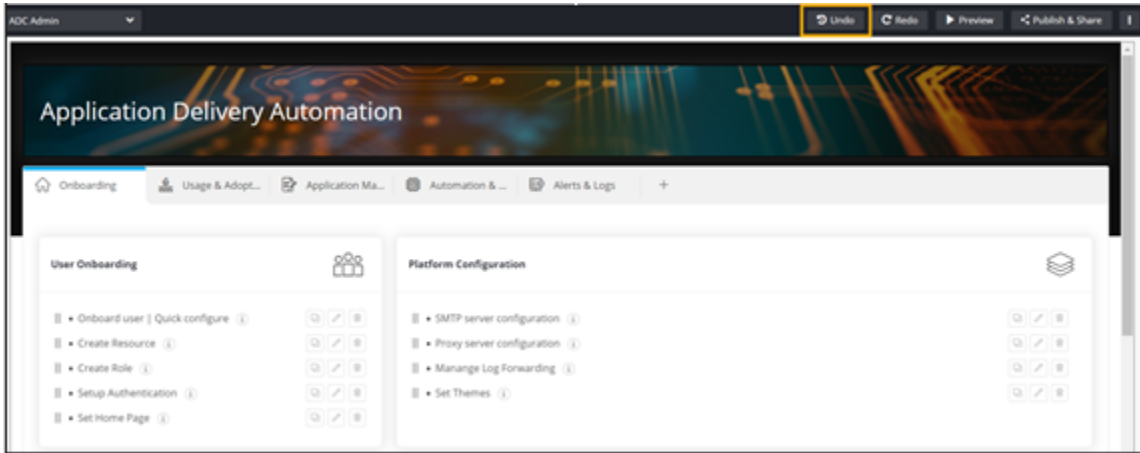 ADC Admin
Undo
Redo
Preview
Publish & Share
Application Delivery Automation
Onboarding
Usage & Adopt...
Application Ma...
Automation & ...
Alerts & Logs
+
User Onboarding
Onboard user | Quick configure
Create Resource
Create Role
Setup Authentication
Set Home Page
Platform Configuration
SMTP server configuration
Proxy server configuration
Manange Log Forwarding
Set Themes